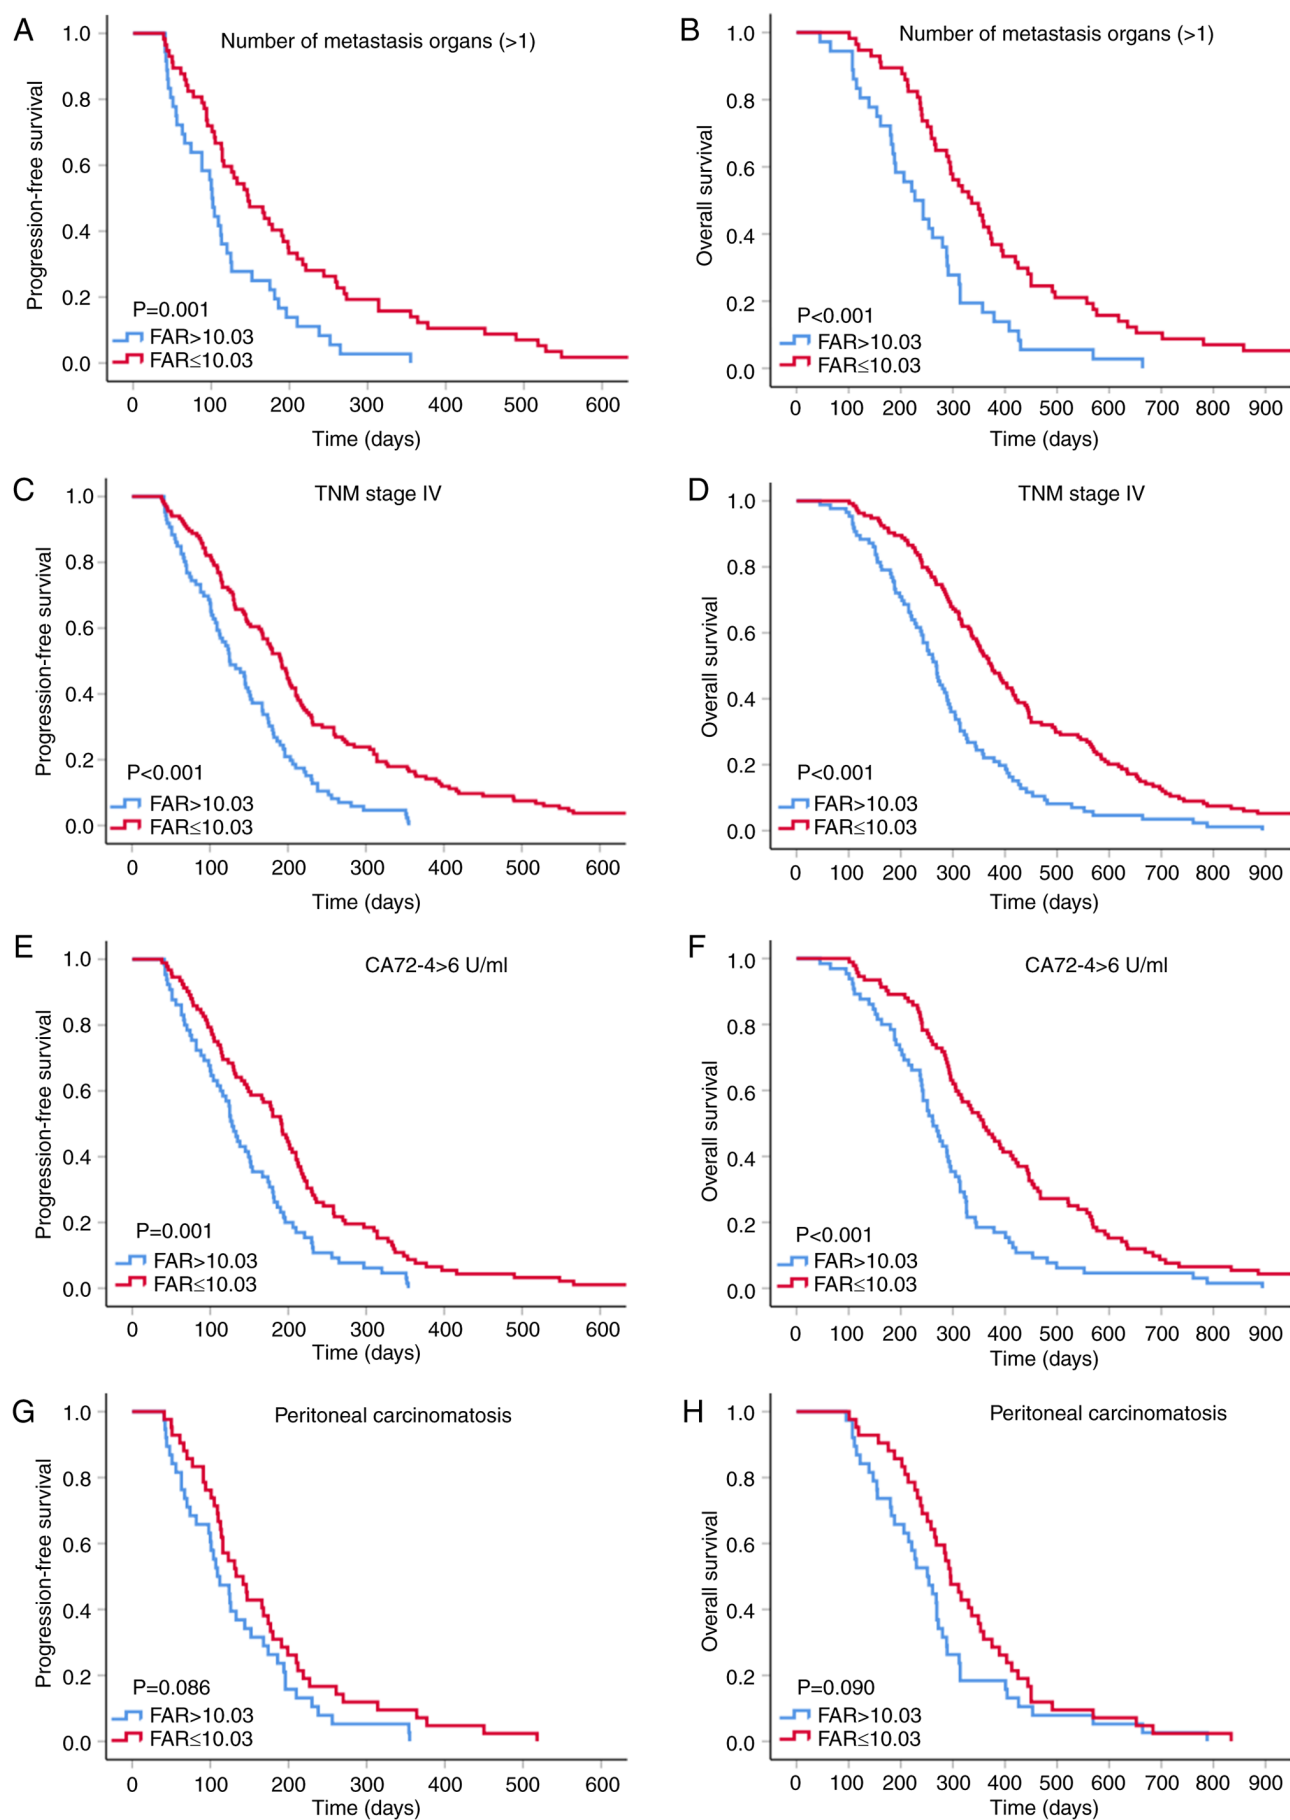 A
Number of metastasis organs (>1)
Progression-free survival
1.0
0.8
0.6
0.4
0.2
0.0
P=0.001
FAR>10.03
FAR≤10.03
0 100 200 300 400 500 600
Time (days)
B
Number of metastasis organs (>1)
Overall survival
1.0
0.8
0.6
0.4
0.2
0.0
P<0.001
FAR>10.03
FAR≤10.03
0 100 200 300 400 500 600 700 800 900
Time (days)
C
TNM stage IV
Progression-free survival
1.0
0.8
0.6
0.4
0.2
0.0
P<0.001
FAR>10.03
FAR≤10.03
0 100 200 300 400 500 600
Time (days)
D
TNM stage IV
Overall survival
1.0
0.8
0.6
0.4
0.2
0.0
P<0.001
FAR>10.03
FAR≤10.03
0 100 200 300 400 500 600 700 800 900
Time (days)
E
CA72-4>6 U/ml
Progression-free survival
1.0
0.8
0.6
0.4
0.2
0.0
P=0.001
FAR>10.03
FAR≤10.03
0 100 200 300 400 500 600
Time (days)
F
CA72-4>6 U/ml
Overall survival
1.0
0.8
0.6
0.4
0.2
0.0
P<0.001
FAR>10.03
FAR≤10.03
0 100 200 300 400 500 600 700 800 900
Time (days)
G
Peritoneal carcinomatosis
Progression-free survival
1.0
0.8
0.6
0.4
0.2
0.0
P=0.086
FAR>10.03
FAR≤10.03
0 100 200 300 400 500 600
Time (days)
H
Peritoneal carcinomatosis
Overall survival
1.0
0.8
0.6
0.4
0.2
0.0
P=0.090
FAR>10.03
FAR≤10.03
0 100 200 300 400 500 600 700 800 900
Time (days)